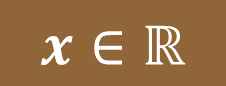 x ∈ ℝ